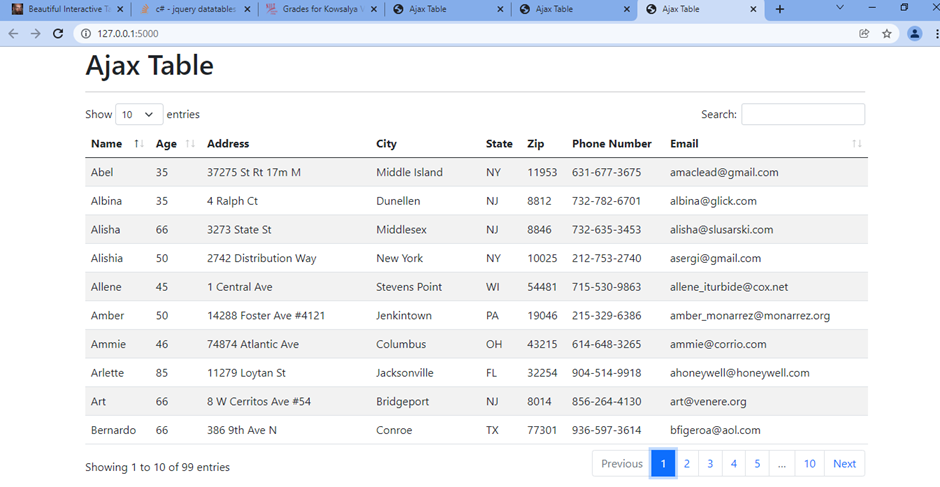 Beautiful Interactive Ta
c# - jquery datatables
Grades for Kowsalya
Ajax Table
Ajax Table
Ajax Table
127.0.0.1:5000
Ajax Table
Show 10 entries Search:
Name Age Address City State Zip Phone Number Email
Abel 35 37275 St Rt 17m M Middle Island NY 11953 631-677-3675 amaclead@gmail.com
Albina 35 4 Ralph Ct Dunellen NJ 8812 732-782-6701 albina@glick.com
Alisha 66 3273 State St Middlesex NJ 8846 732-635-3453 alisha@slusarski.com
Alishia 50 2742 Distribution Way New York NY 10025 212-753-2740 asergi@gmail.com
Allene 45 1 Central Ave Stevens Point WI 54481 715-530-9863 allene_iturbide@cox.net
Amber 50 14288 Foster Ave #4121 Jenkintown PA 19046 215-329-6386 amber_monarrez@monarrez.org
Ammie 46 74874 Atlantic Ave Columbus OH 43215 614-648-3265 ammie@corrio.com
Arlette 85 11279 Loytan St Jacksonville FL 32254 904-514-9918 ahoneywell@honeywell.com
Art 66 8 W Cerritos Ave #54 Bridgeport NJ 8014 856-264-4130 art@venere.org
Bernardo 66 386 9th Ave N Conroe TX 77301 936-597-3614 bfigeroa@aol.com
Showing 1 to 10 of 99 entries Previous 1 2 3 4 5 ... 10 Next